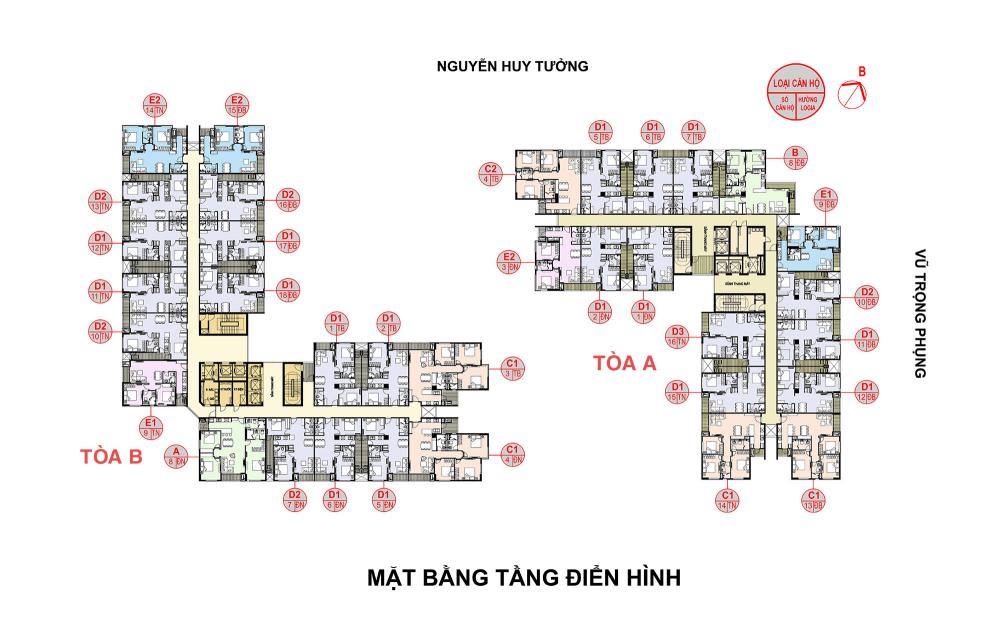 NGUYỄN HUY TƯỞNG
LOẠI CĂN HỘ
SỐ CĂN HỘ
HƯỚNG LOGIA
B
E2
14 TN
E2
15 ĐB
D2
13 TN
D2
16 ĐB
D1
12 TN
D1
17 ĐB
D1
11 TN
D1
18 ĐB
D2
10 TN
E1
9 TN
D1
1 TB
D1
2 TB
C1
3 TB
C1
4 ĐN
D1
5 ĐN
D1
6 ĐN
D2
7 ĐN
A
8 ĐN
TÒA B
C2
4 TB
D1
5 TB
D1
6 TB
D1
7 TB
B
8 ĐB
E1
9 ĐB
E2
3 ĐN
D1
2 ĐN
D1
1 ĐN
SẢNH THANG MÁY
D2
10 ĐB
D1
11 ĐB
D1
12 ĐB
D3
16 TN
D1
15 TN
C1
14 TN
C1
13 ĐB
TÒA A
VŨ TRỌNG PHỤNG
MẶT BẰNG TẦNG ĐIỂN HÌNH